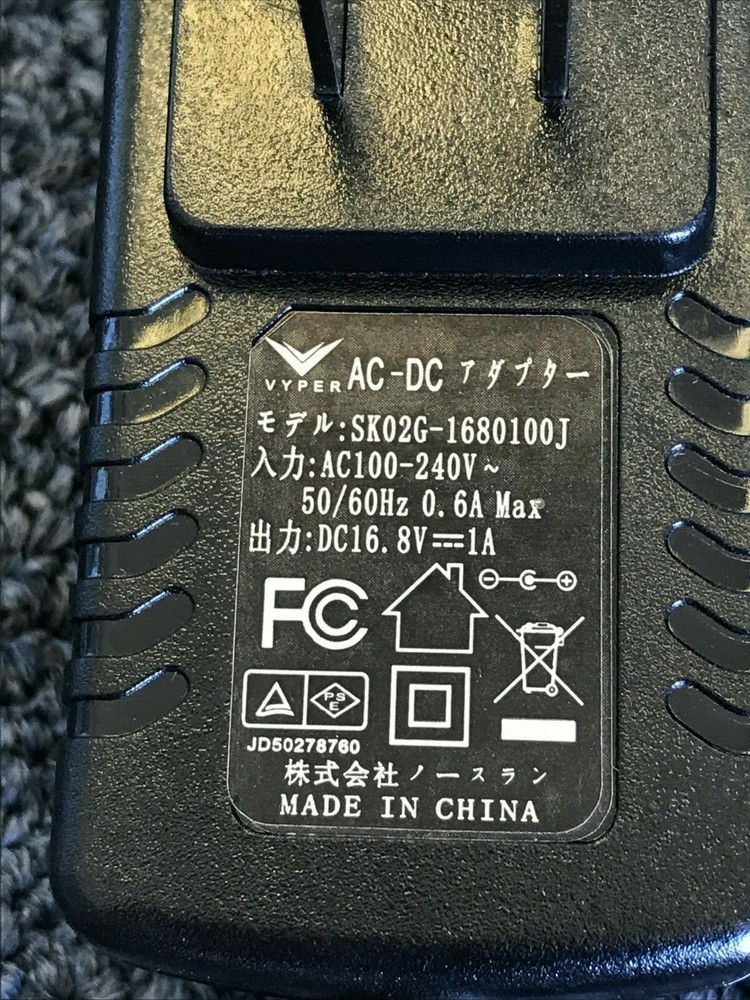 VYPER AC-DC アダプター
モデル:SK02G-1680100J
入力:AC100-240V~
50/60Hz 0.6A Max
出力:DC16.8V⎓1A
FC
PSE
JD50278760
株式会社ノースラン
MADE IN CHINA